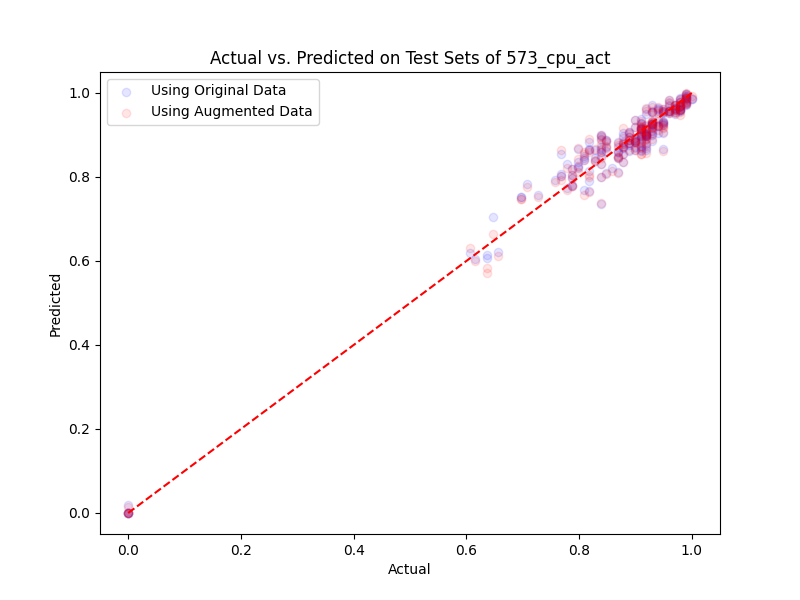 Actual vs. Predicted on Test Sets of 573_cpu_act
Using Original Data
Using Augmented Data
1.0
0.8
0.6
0.4
0.2
0.0
Predicted
0.0 0.2 0.4 0.6 0.8 1.0
Actual